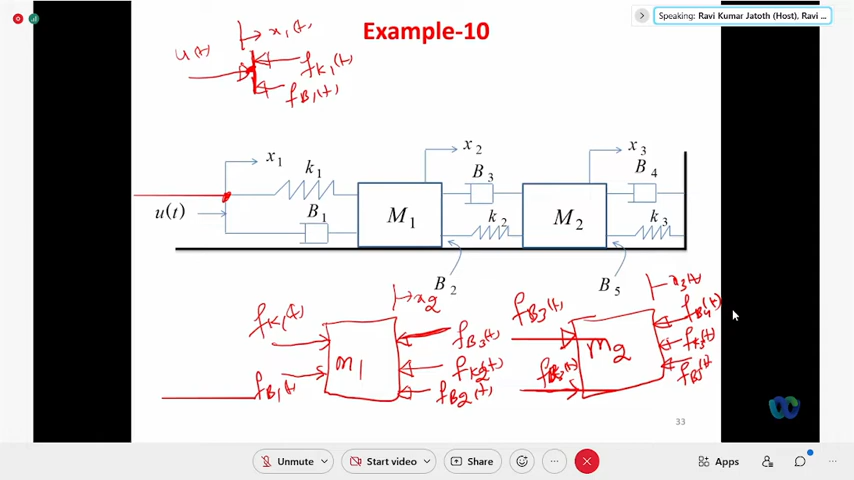 Speaking: Ravi Kumar Jatoth (Host), Ravi ...
Example-10
x₁(t)
u(t)
fK₁(t)
fB₁(t)
x₁
k₁
B₁
u(t)
M₁
x₂
B₃
k₂
B₂
M₂
x₃
B₄
k₃
B₅
fK₁(t)
fB₁(t)
m₁
x₂
fB₃(t)
fK₂(t)
fB₂(t)
fB₃(t)
m₂
x₃(t)
fB₄(t)
fK₃(t)
33
Unmute
Start video
Share
Apps